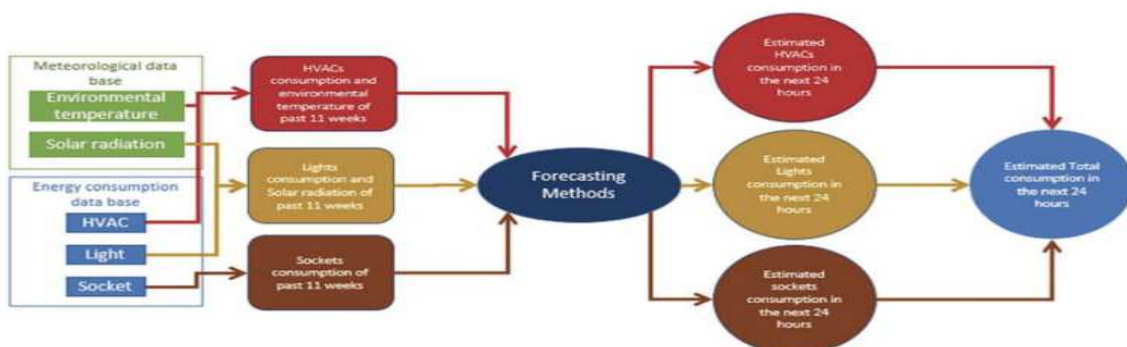 Meteorological data
base
Environmental
temperature
Solar radiation
Energy consumption
data base
HVAC
Light
Socket
HVACs
consumption and
environmental
temperature of
past 11 weeks
Lights
consumption and
Solar radiation of
past 11 weeks
Sockets
consumption of
past 11 weeks
Forecasting
Methods
Estimated
HVACs
consumption in
the next 24
hours
Estimated
Lights
consumption in
the next 24
hours
Estimated
sockets
consumption in
the next 24
hours
Estimated Total
consumption in
the next 24
hours